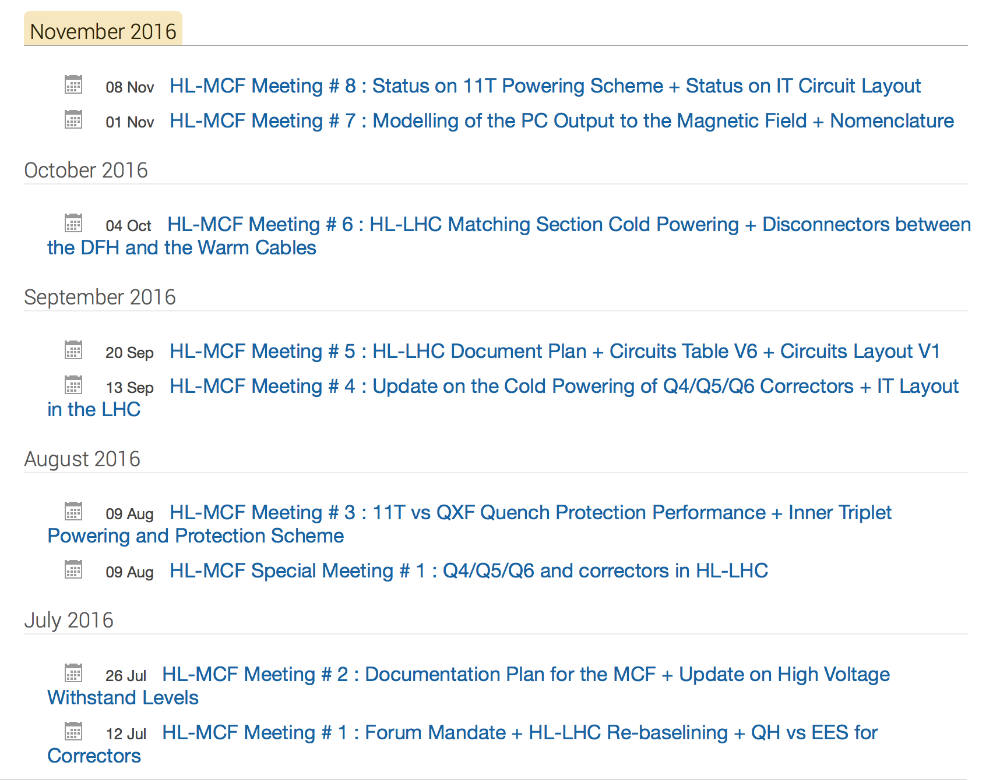 November 2016
08 Nov HL-MCF Meeting # 8 : Status on 11T Powering Scheme + Status on IT Circuit Layout
01 Nov HL-MCF Meeting # 7 : Modelling of the PC Output to the Magnetic Field + Nomenclature
October 2016
04 Oct HL-MCF Meeting # 6 : HL-LHC Matching Section Cold Powering + Disconnectors between
the DFH and the Warm Cables
September 2016
20 Sep HL-MCF Meeting # 5 : HL-LHC Document Plan + Circuits Table V6 + Circuits Layout V1
13 Sep HL-MCF Meeting # 4 : Update on the Cold Powering of Q4/Q5/Q6 Correctors + IT Layout
in the LHC
August 2016
09 Aug HL-MCF Meeting # 3 : 11T vs QXF Quench Protection Performance + Inner Triplet
Powering and Protection Scheme
09 Aug HL-MCF Special Meeting # 1 : Q4/Q5/Q6 and correctors in HL-LHC
July 2016
26 Jul HL-MCF Meeting # 2 : Documentation Plan for the MCF + Update on High Voltage
Withstand Levels
12 Jul HL-MCF Meeting # 1 : Forum Mandate + HL-LHC Re-baselining + QH vs EES for
Correctors